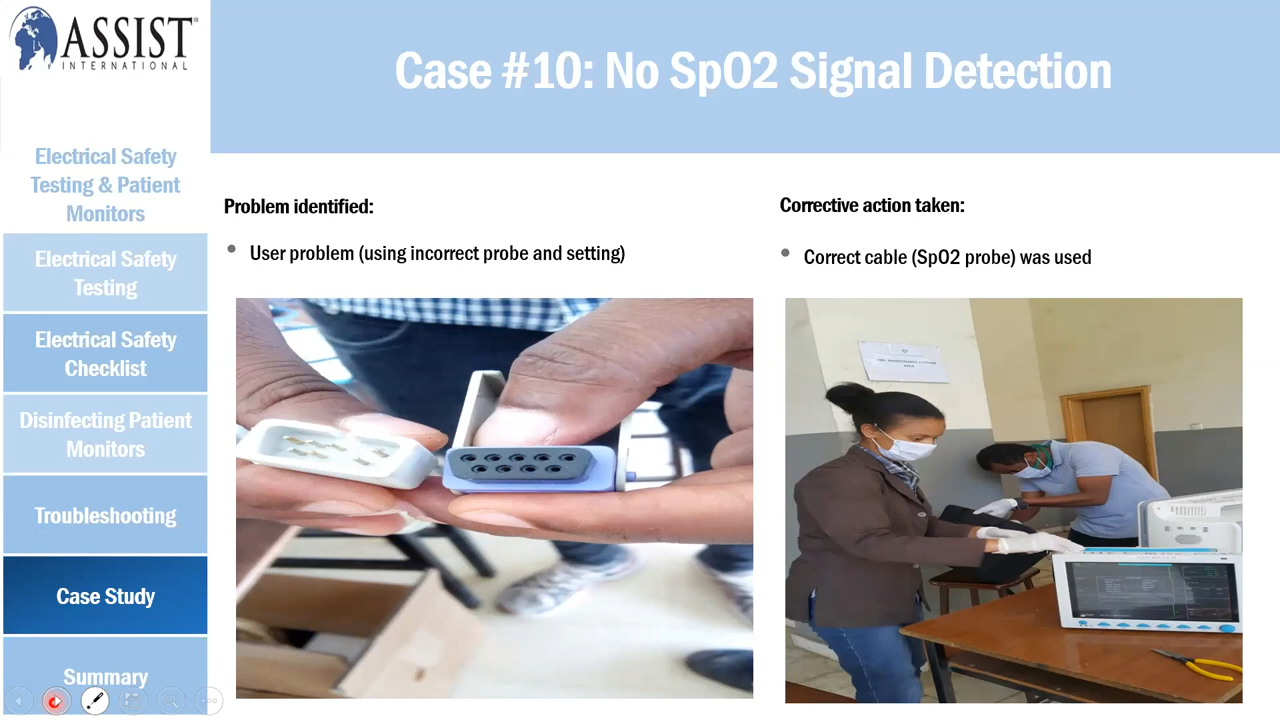 ASSIST
INTERNATIONAL
Case #10: No SpO2 Signal Detection
Electrical Safety
Testing & Patient
Monitors
Electrical Safety
Testing
Electrical Safety
Checklist
Disinfecting Patient
Monitors
Troubleshooting
Case Study
Summary
Problem identified:
• User problem (using incorrect probe and setting)
Corrective action taken:
• Correct cable (SpO2 probe) was used